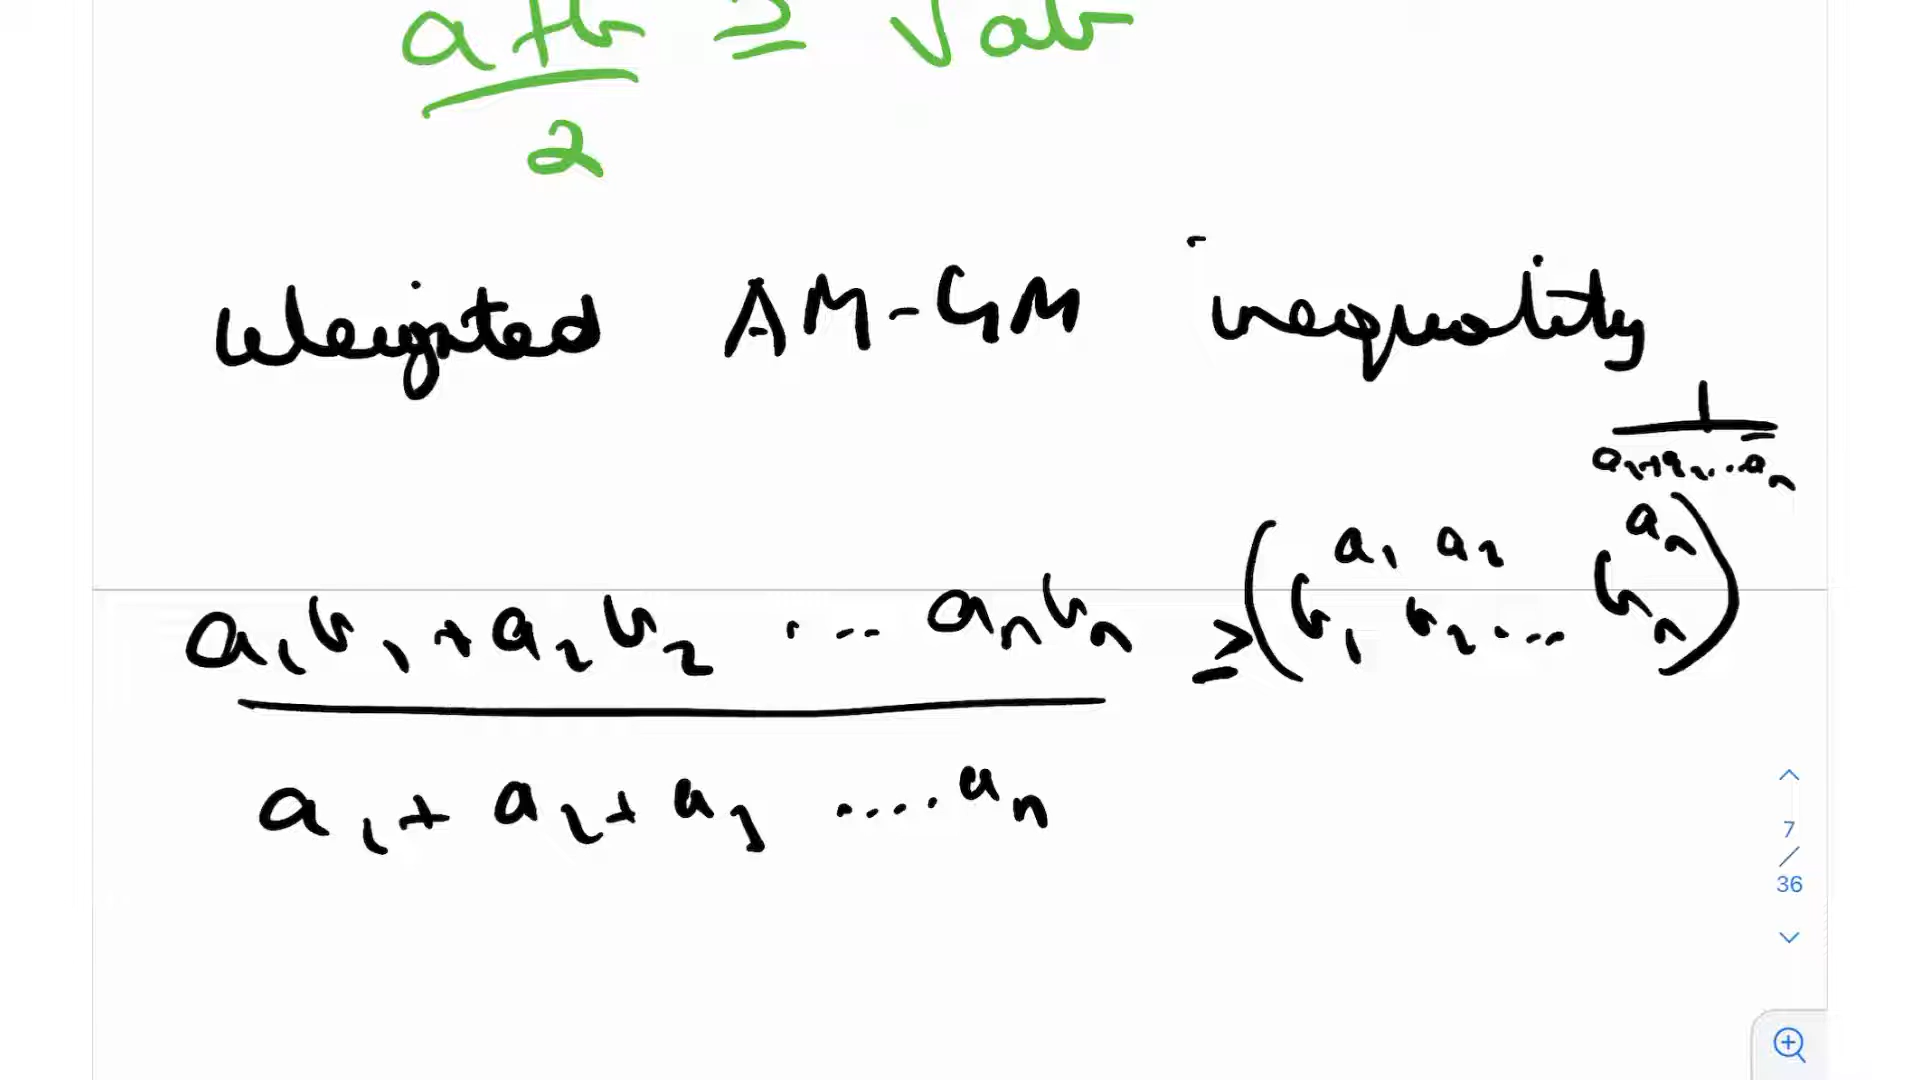 a+b/2 ≥ √ab
Weighted AM-GM inequality
(a₁b₁+a₂b₂ ..... aₙbₙ)/(a₁+a₂+a₃ .....aₙ) ≥ (b₁^a₁ b₂^a₂ .... bₙ^aₙ)^(1/(a₁+a₂...aₙ))
7
/
36